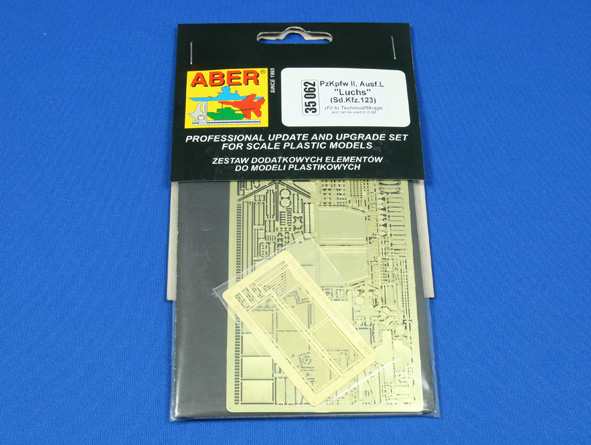 ABER
SINCE 1995
35 062
PzKpfw II, Ausf.L
"Luchs"
(Sd.Kfz.123)
PROFESSIONAL UPDATE AND UPGRADE SET
FOR SCALE PLASTIC MODELS
ZESTAW DODATKOWYCH ELEMENTÓW
DO MODELI PLASTIKOWYCH